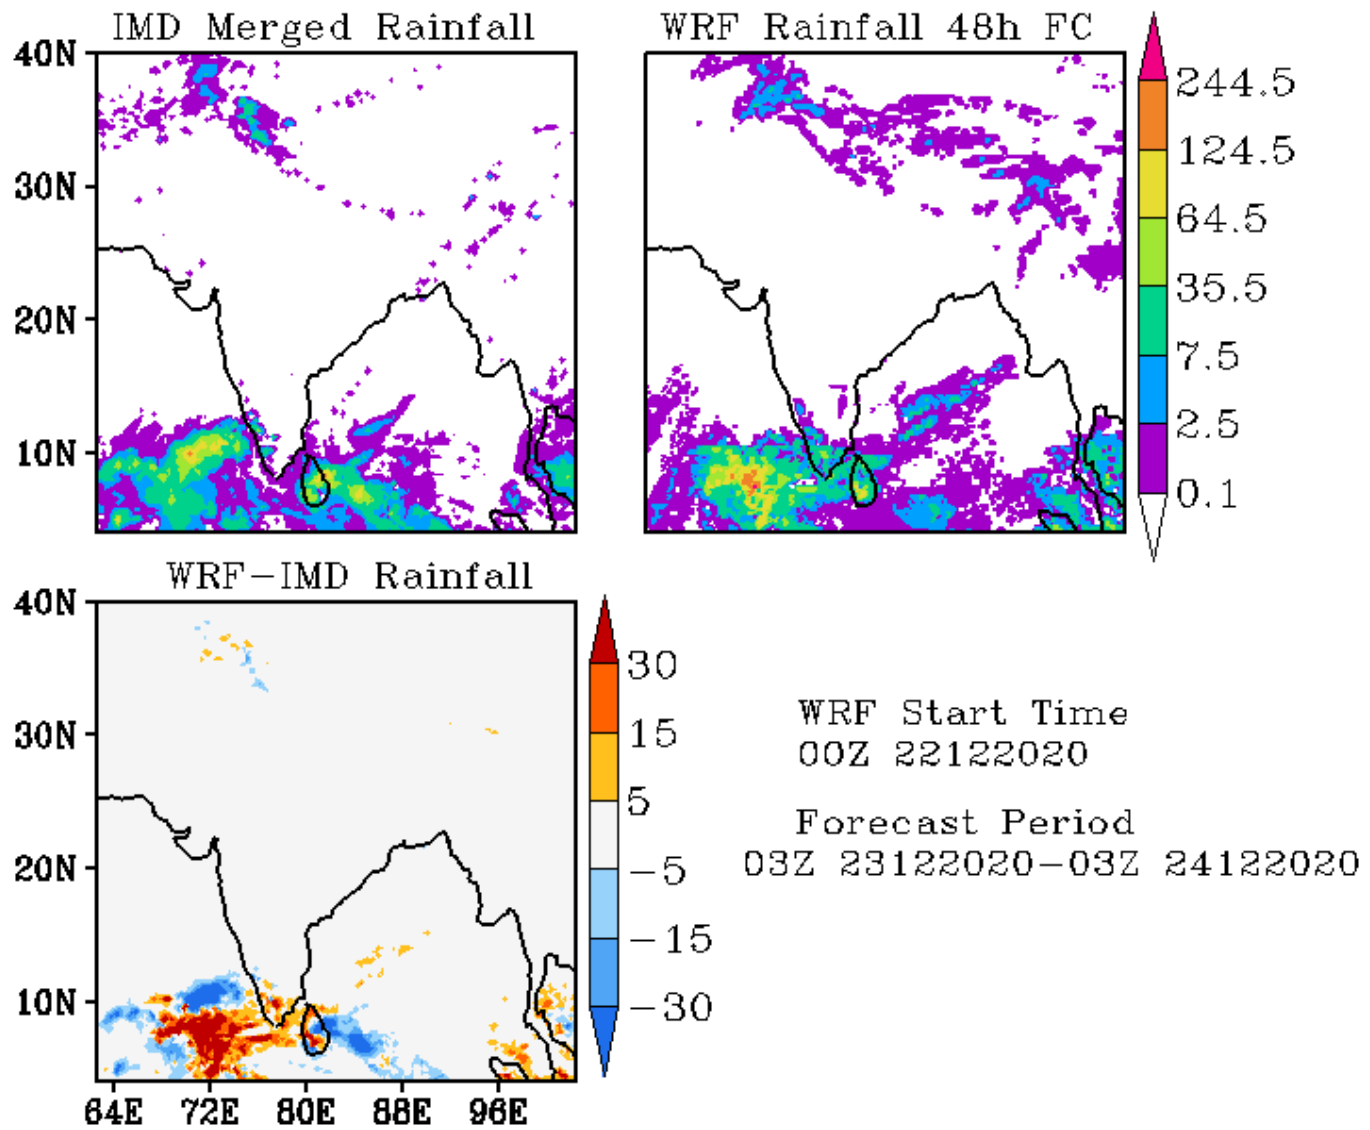 IMD Merged Rainfall
WRF Rainfall 48h FC
40N
30N
20N
10N
244.5
124.5
64.5
35.5
7.5
2.5
0.1
WRF-IMD Rainfall
40N
30N
20N
10N
64E 72E 80E 88E 96E
30
15
5
-5
-15
-30
WRF Start Time
00Z 22122020
Forecast Period
03Z 23122020-03Z 24122020